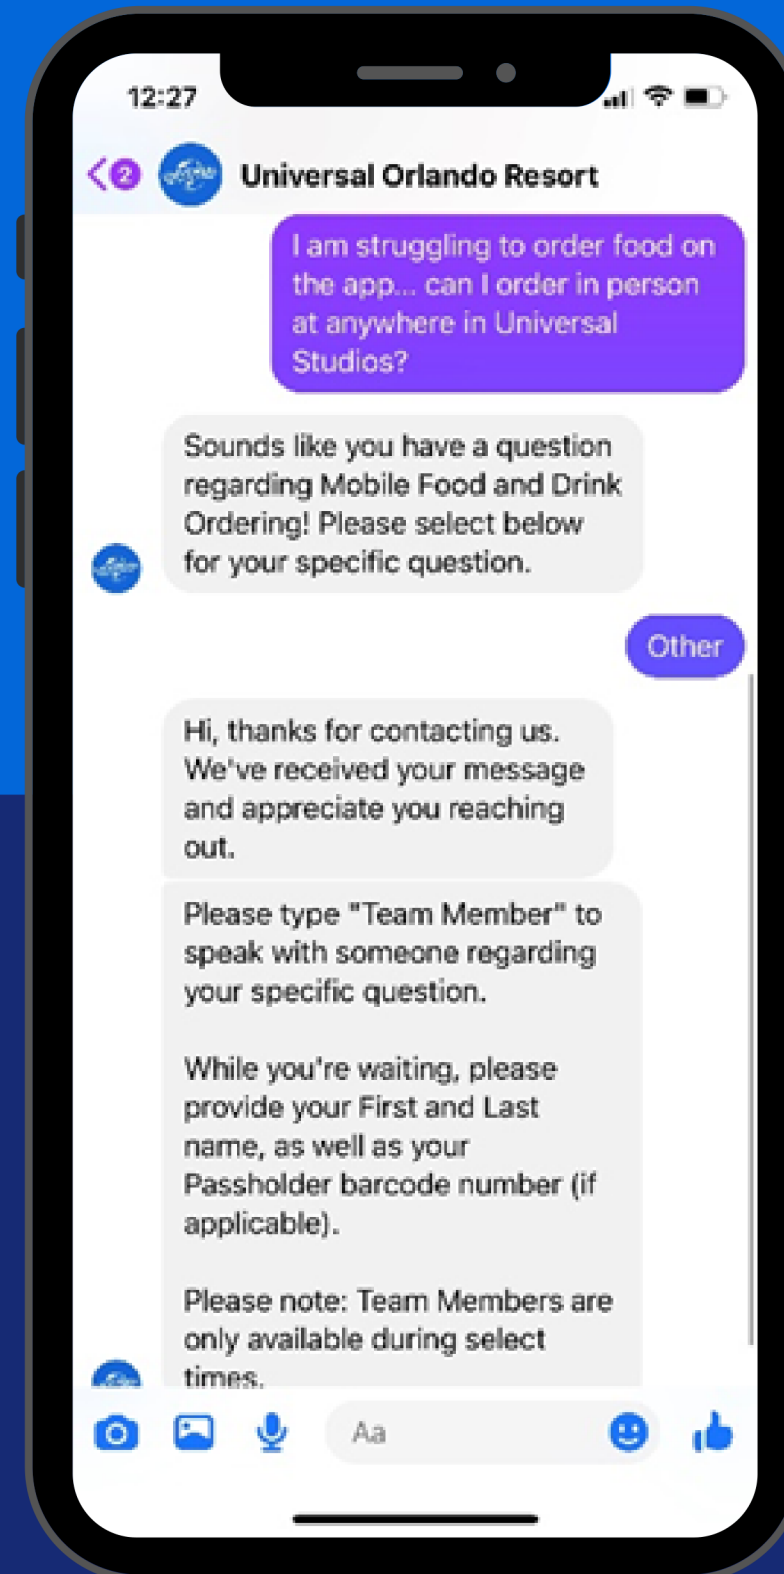 12:27
2
Universal Orlando Resort
I am struggling to order food on
the app... can I order in person
at anywhere in Universal
Studios?
Sounds like you have a question
regarding Mobile Food and Drink
Ordering! Please select below
for your specific question.
Other
Hi, thanks for contacting us.
We've received your message
and appreciate you reaching
out.
Please type "Team Member" to
speak with someone regarding
your specific question.
While you're waiting, please
provide your First and Last
name, as well as your
Passholder barcode number (if
applicable).
Please note: Team Members are
only available during select
times.
Aa